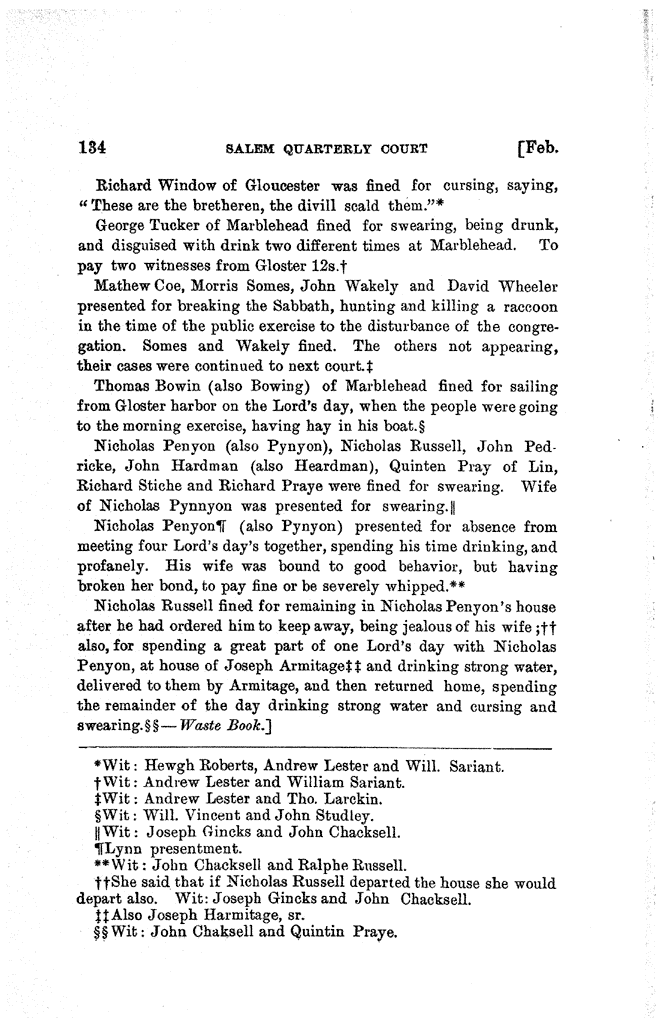 134 SALEM QUARTERLY COURT [Feb.
Richard Window of Gloucester was fined for cursing, saying,
“ These are the bretheren, the divill scald them.”*
George Tucker of Marblehead fined for swearing, being drunk,
and disguised with drink two different times at Marblehead. To
pay two witnesses from Gloster 12s.†
Mathew Coe, Morris Somes, John Wakely and David Wheeler
presented for breaking the Sabbath, hunting and killing a raccoon
in the time of the public exercise to the disturbance of the congre-
gation. Somes and Wakely fined. The others not appearing,
their cases were continued to next court.‡
Thomas Bowin (also Bowing) of Marblehead fined for sailing
from Gloster harbor on the Lord's day, when the people were going
to the morning exercise, having hay in his boat.§
Nicholas Penyon (also Pynyon), Nicholas Russell, John Ped-
ricke, John Hardman (also Heardman), Quinten Pray of Lin,
Richard Stiche and Richard Praye were fined for swearing. Wife
of Nicholas Pynnyon was presented for swearing.‖
Nicholas Penyon¶ (also Pynyon) presented for absence from
meeting four Lord's day's together, spending his time drinking, and
profanely. His wife was bound to good behavior, but having
broken her bond, to pay fine or be severely whipped.**
Nicholas Russell fined for remaining in Nicholas Penyon's house
after he had ordered him to keep away, being jealous of his wife ;††
also, for spending a great part of one Lord's day with Nicholas
Penyon, at house of Joseph Armitage‡‡ and drinking strong water,
delivered to them by Armitage, and then returned home, spending
the remainder of the day drinking strong water and cursing and
swearing.§§—Waste Book.]
*Wit: Hewgh Roberts, Andrew Lester and Will. Sariant.
†Wit: Andrew Lester and William Sariant.
‡Wit: Andrew Lester and Tho. Larckin.
§Wit: Will. Vincent and John Studley.
‖Wit: Joseph Gincks and John Chacksell.
¶Lynn presentment.
**Wit: John Chacksell and Ralphe Russell.
††She said that if Nicholas Russell departed the house she would
depart also. Wit: Joseph Gincks and John Chacksell.
‡‡Also Joseph Harmitage, sr.
§§Wit: John Chaksell and Quintin Praye.